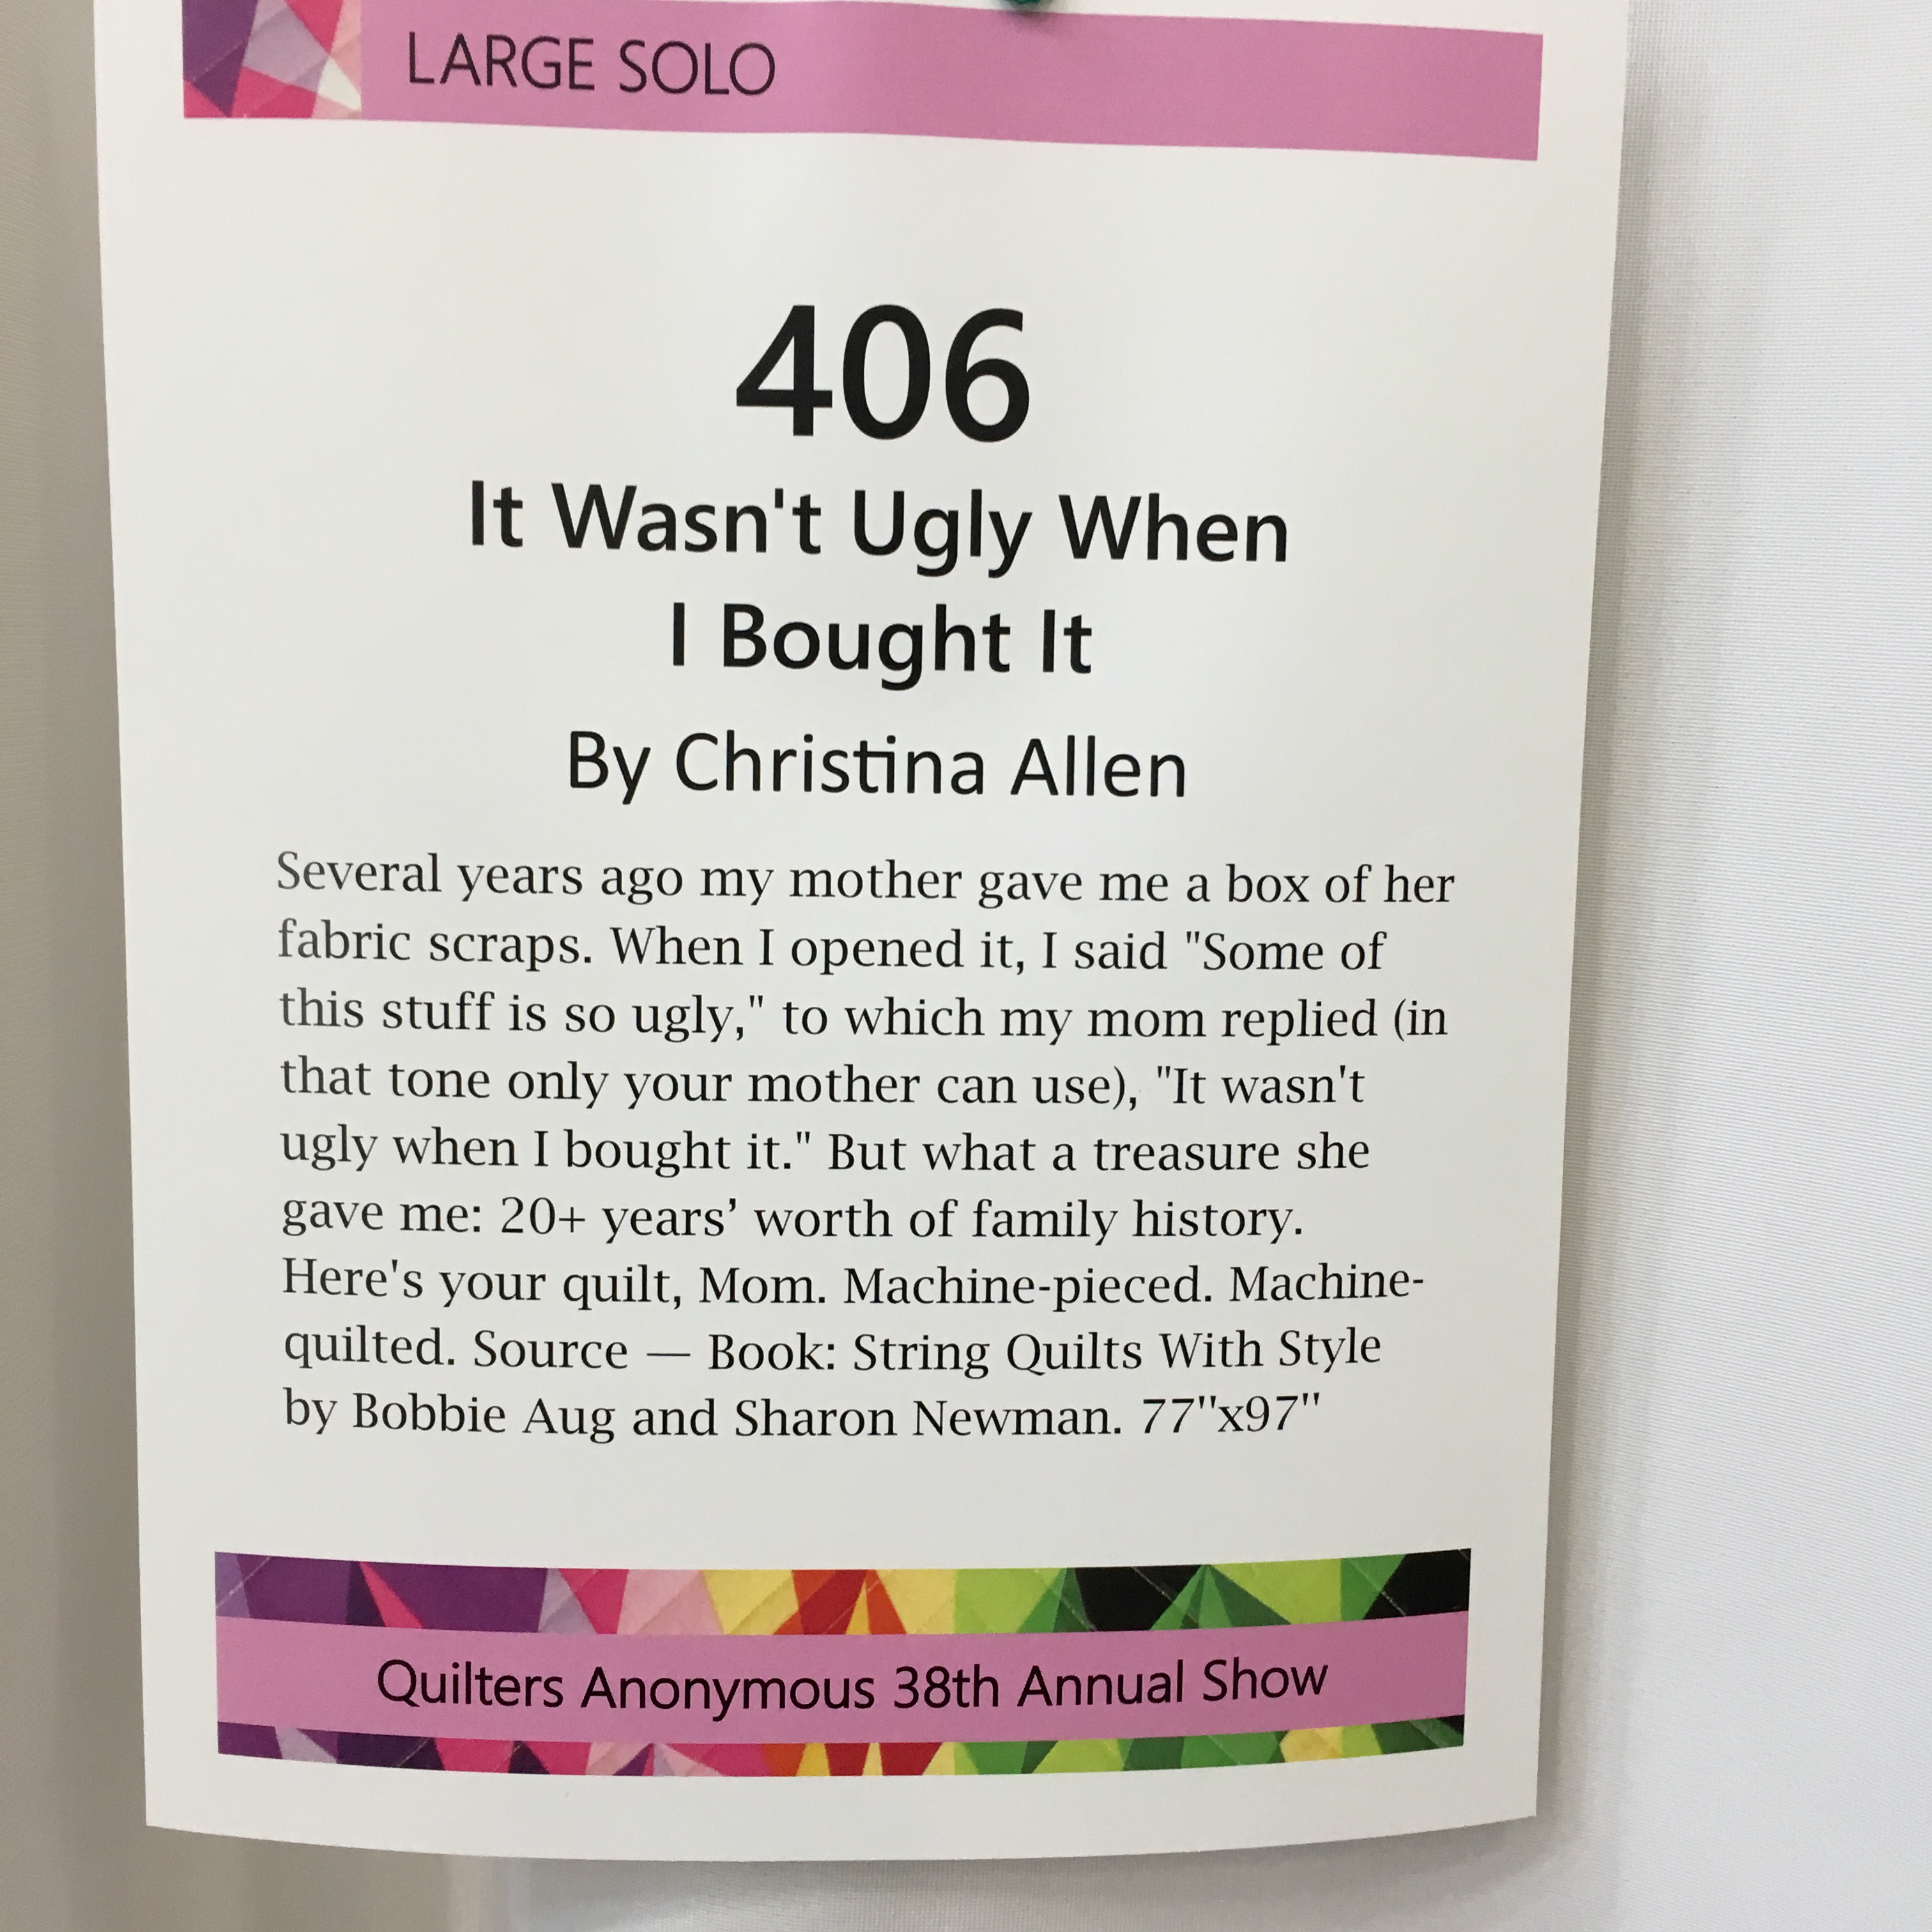 LARGE SOLO
406
It Wasn't Ugly When
I Bought It
By Christina Allen
Several years ago my mother gave me a box of her
fabric scraps. When I opened it, I said "Some of
this stuff is so ugly," to which my mom replied (in
that tone only your mother can use), "It wasn't
ugly when I bought it." But what a treasure she
gave me: 20+ years’ worth of family history.
Here's your quilt, Mom. Machine-pieced. Machine-
quilted. Source — Book: String Quilts With Style
by Bobbie Aug and Sharon Newman. 77"x97"
Quilters Anonymous 38th Annual Show